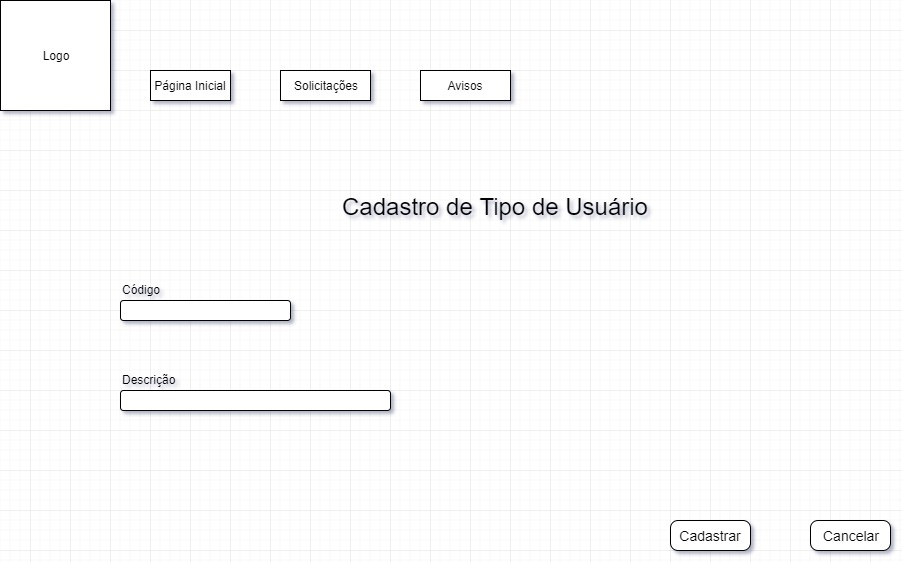 Logo
Página Inicial
Solicitações
Avisos
Cadastro de Tipo de Usuário
Código
Descrição
Cadastrar
Cancelar